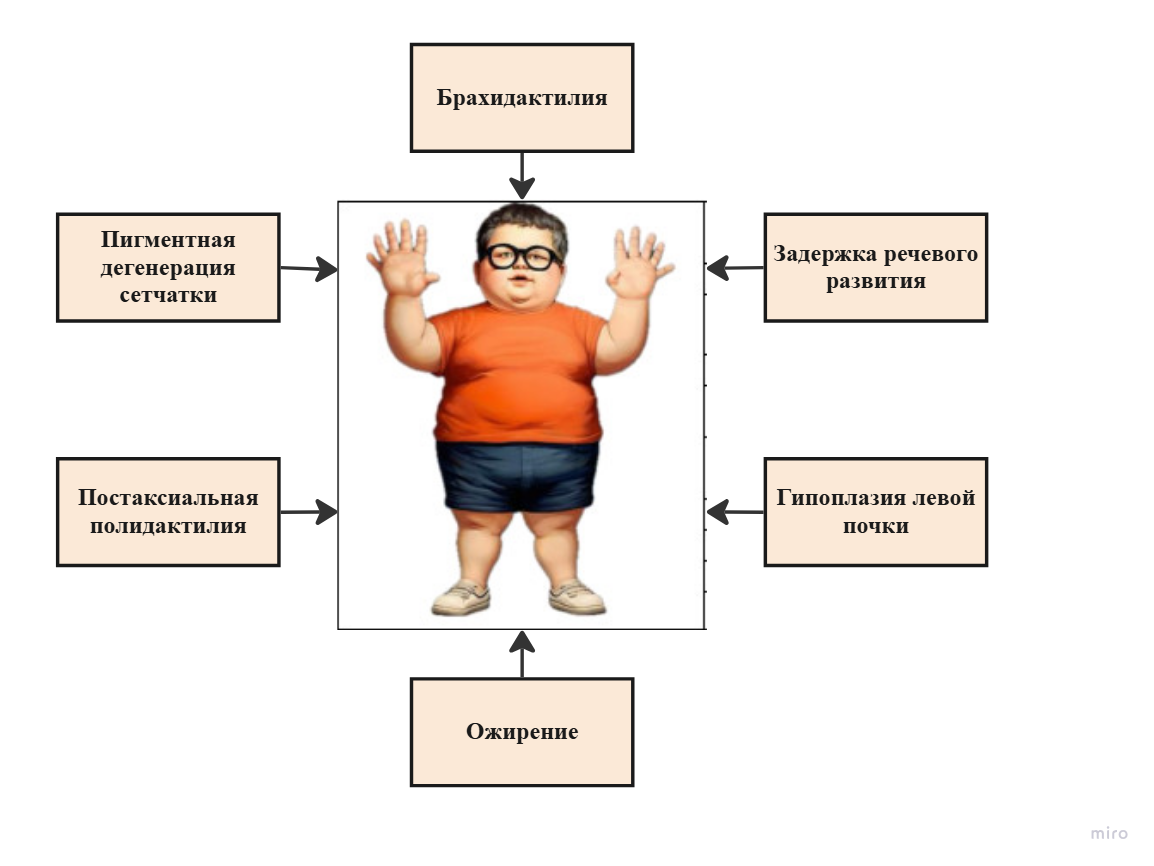 Брахидактилия
Пигментная
дегенерация
сетчатки
Задержка речевого
развития
Постаксиальная
полидактилия
Гипоплазия левой
почки
Ожирение
miro